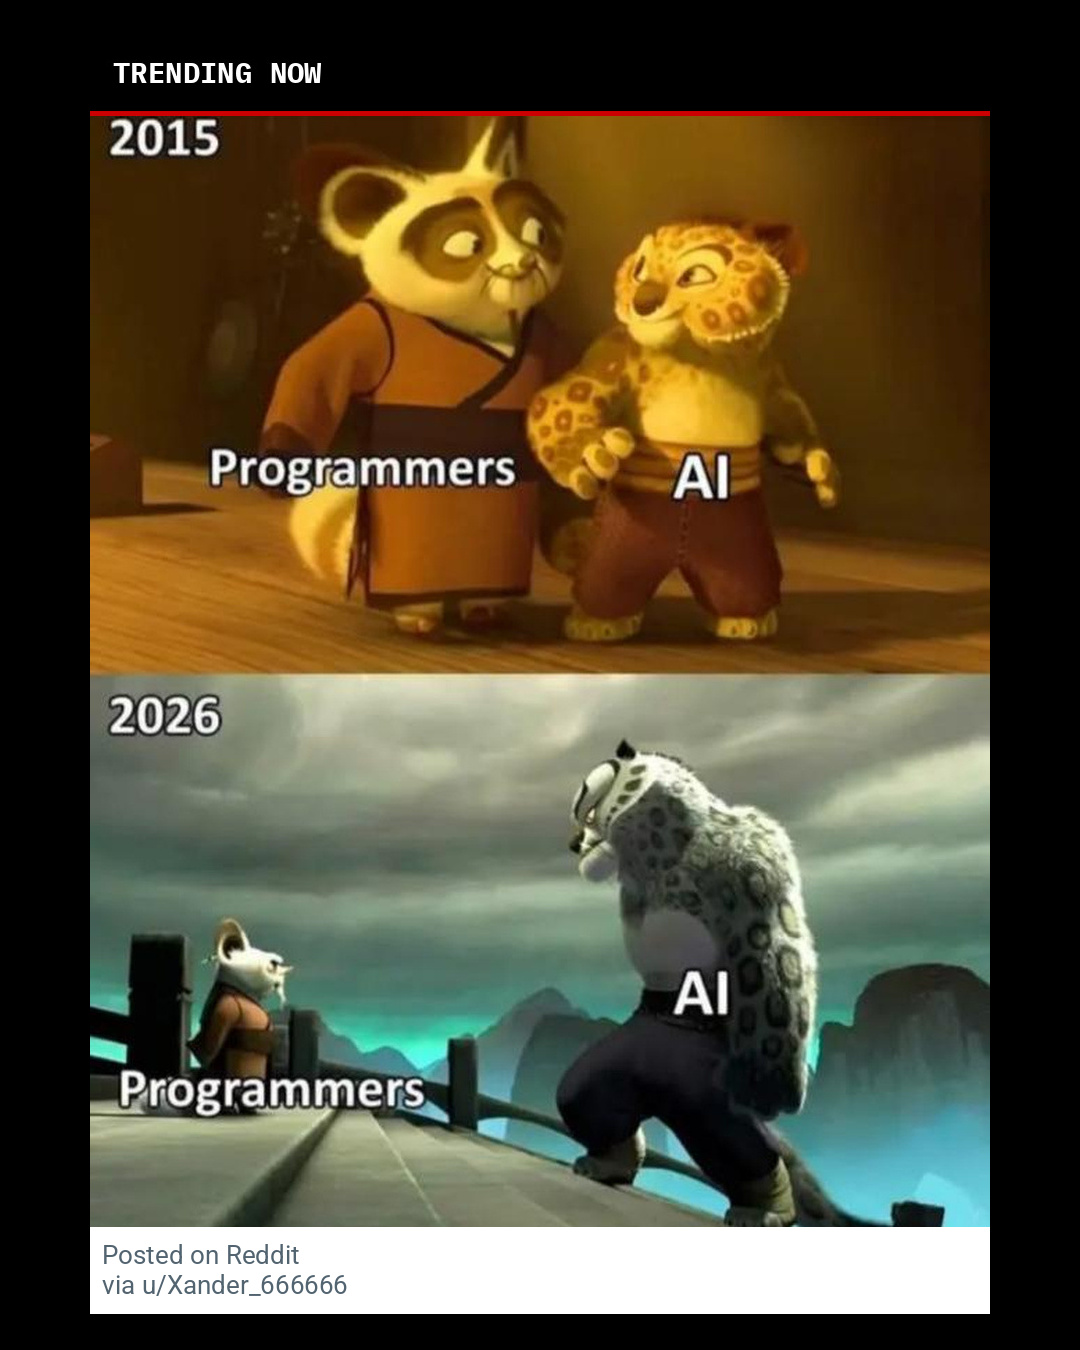 TRENDING NOW
2015
Programmers
AI
2026
AI
Programmers
Posted on Reddit
via u/Xander_666666